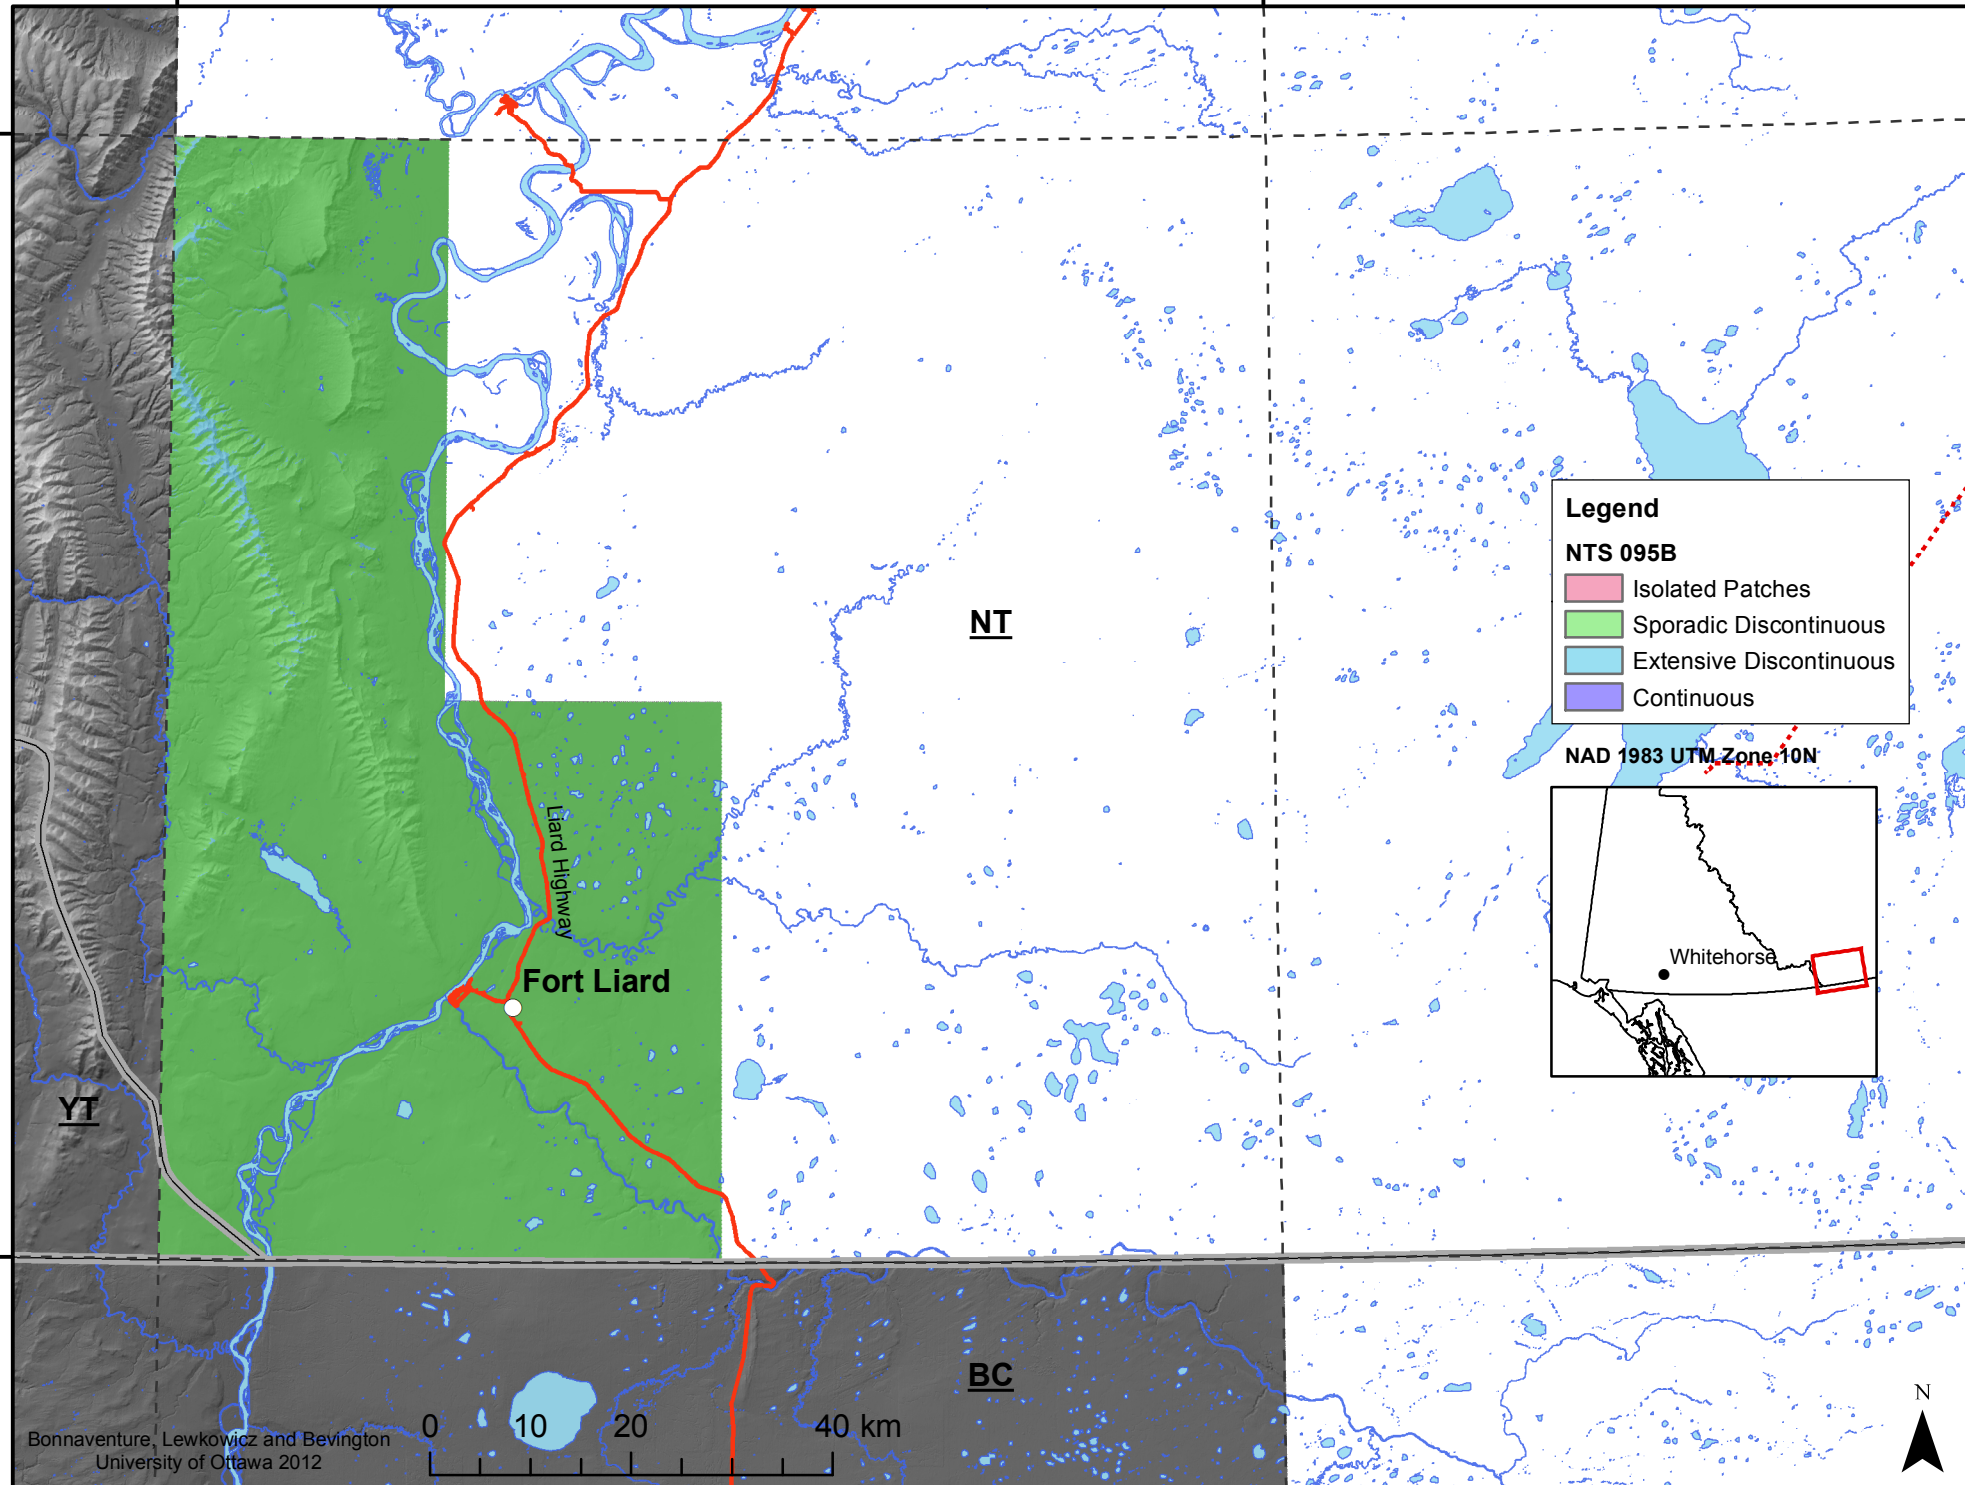 NT
Legend
NTS 095B
Isolated Patches
Sporadic Discontinuous
Extensive Discontinuous
Continuous
NAD 1983 UTM Zone 10N
Liard Highway
Whitehorse
Fort Liard
YT
BC
N
0 10 20 40 km
Bonnaventure, Lewkowicz and Bevington
University of Ottawa 2012